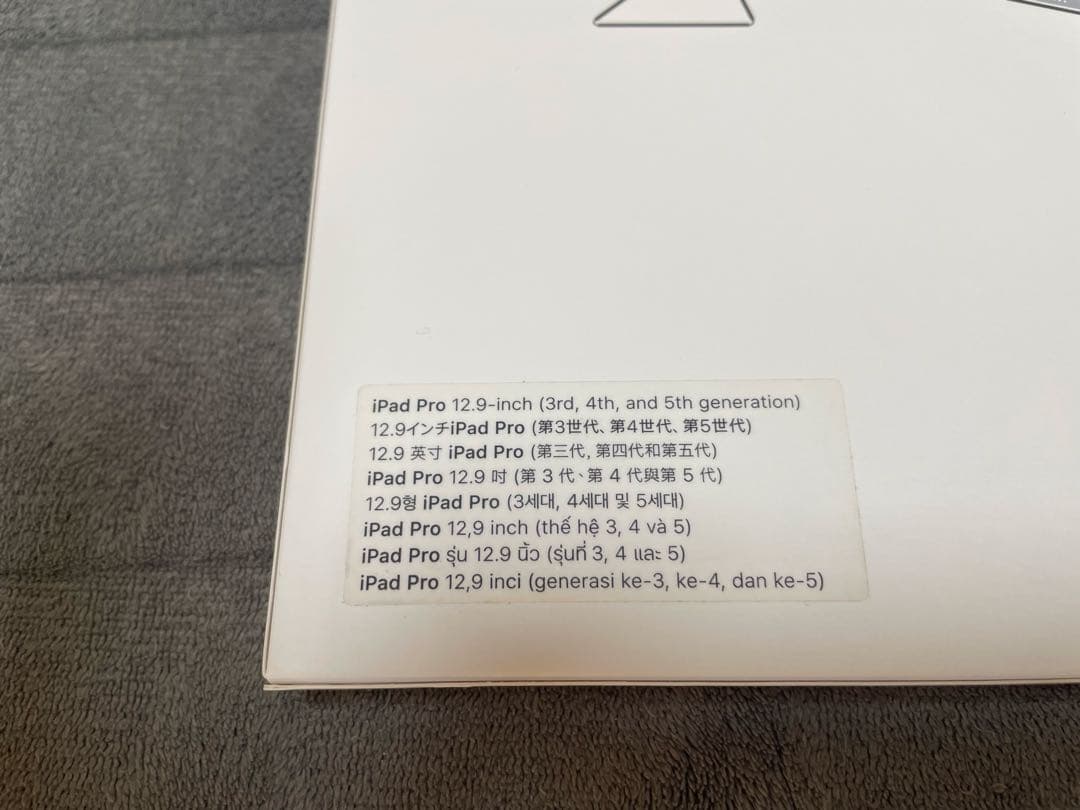 iPad Pro 12.9-inch (3rd, 4th, and 5th generation)
12.9インチiPad Pro (第3世代、第4世代、第5世代)
12.9 英寸 iPad Pro (第三代, 第四代和第五代)
iPad Pro 12.9 吋 (第 3 代、第 4 代與第 5 代)
12.9형 iPad Pro (3세대, 4세대 및 5세대)
iPad Pro 12,9 inch (thế hệ 3, 4 và 5)
iPad Pro รุ่น 12.9 นิ้ว (รุ่นที่ 3, 4 และ 5)
iPad Pro 12,9 inci (generasi ke-3, ke-4, dan ke-5)